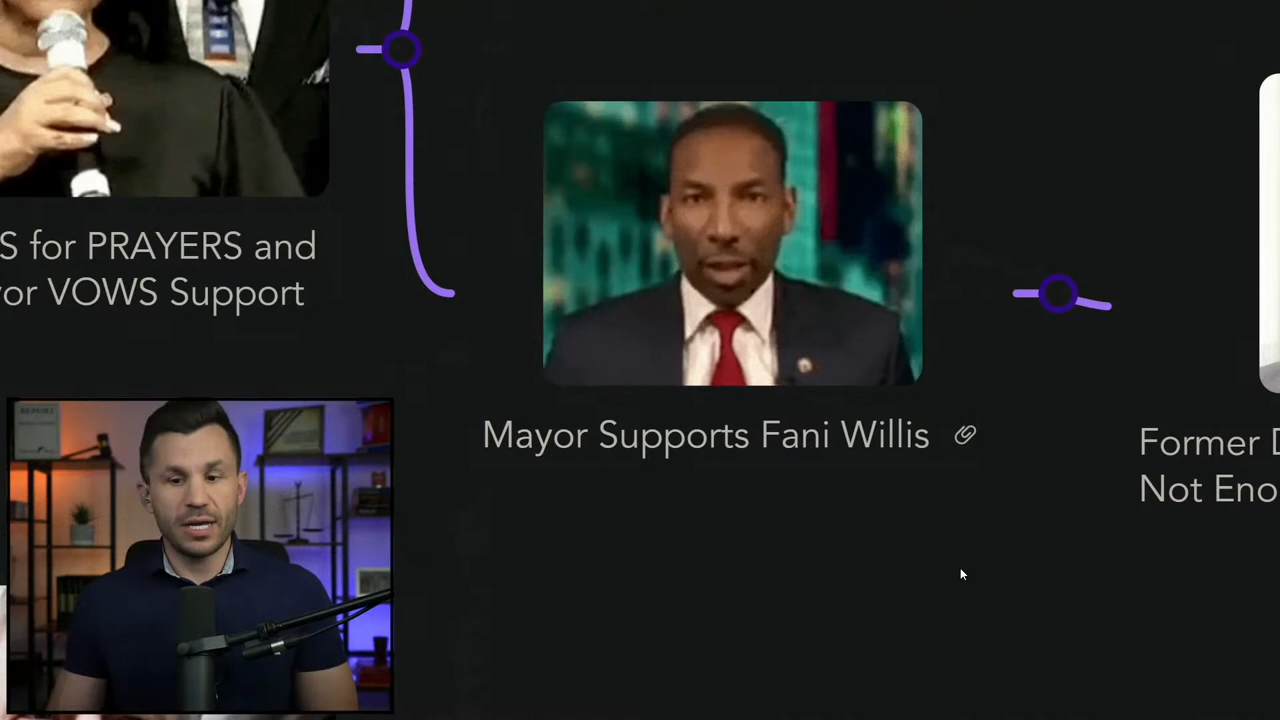 S for PRAYERS and
or VOWS Support
Mayor Supports Fani Willis
Former D
Not Eno